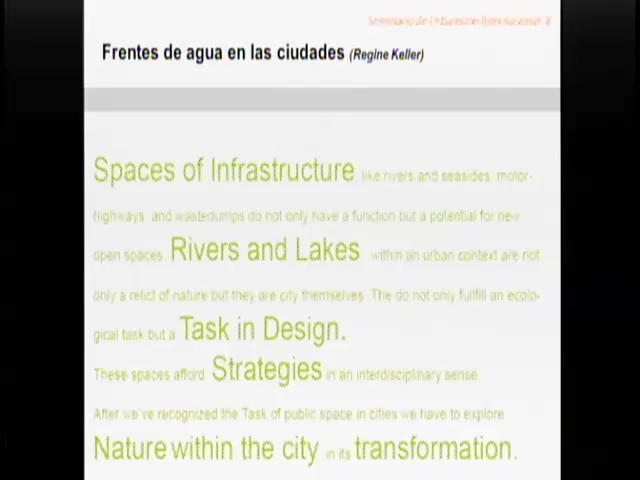 Seminario de Urbanismo Internacional 8
Frentes de agua en las ciudades (Regine Keller)
Spaces of Infrastructure like rivers and seasides motor-
highways and wastedumps do not only have a function but a potential for new
open spaces. Rivers and Lakes within an urban context are not
only a relict of nature but they are city themselves. The do not only fullfill an ecolo-
gical task but a Task in Design.
These spaces afford Strategies in an interdisciplinary sense.
After we've recognized the Task of public space in cities we have to explore
Nature within the city in its transformation.